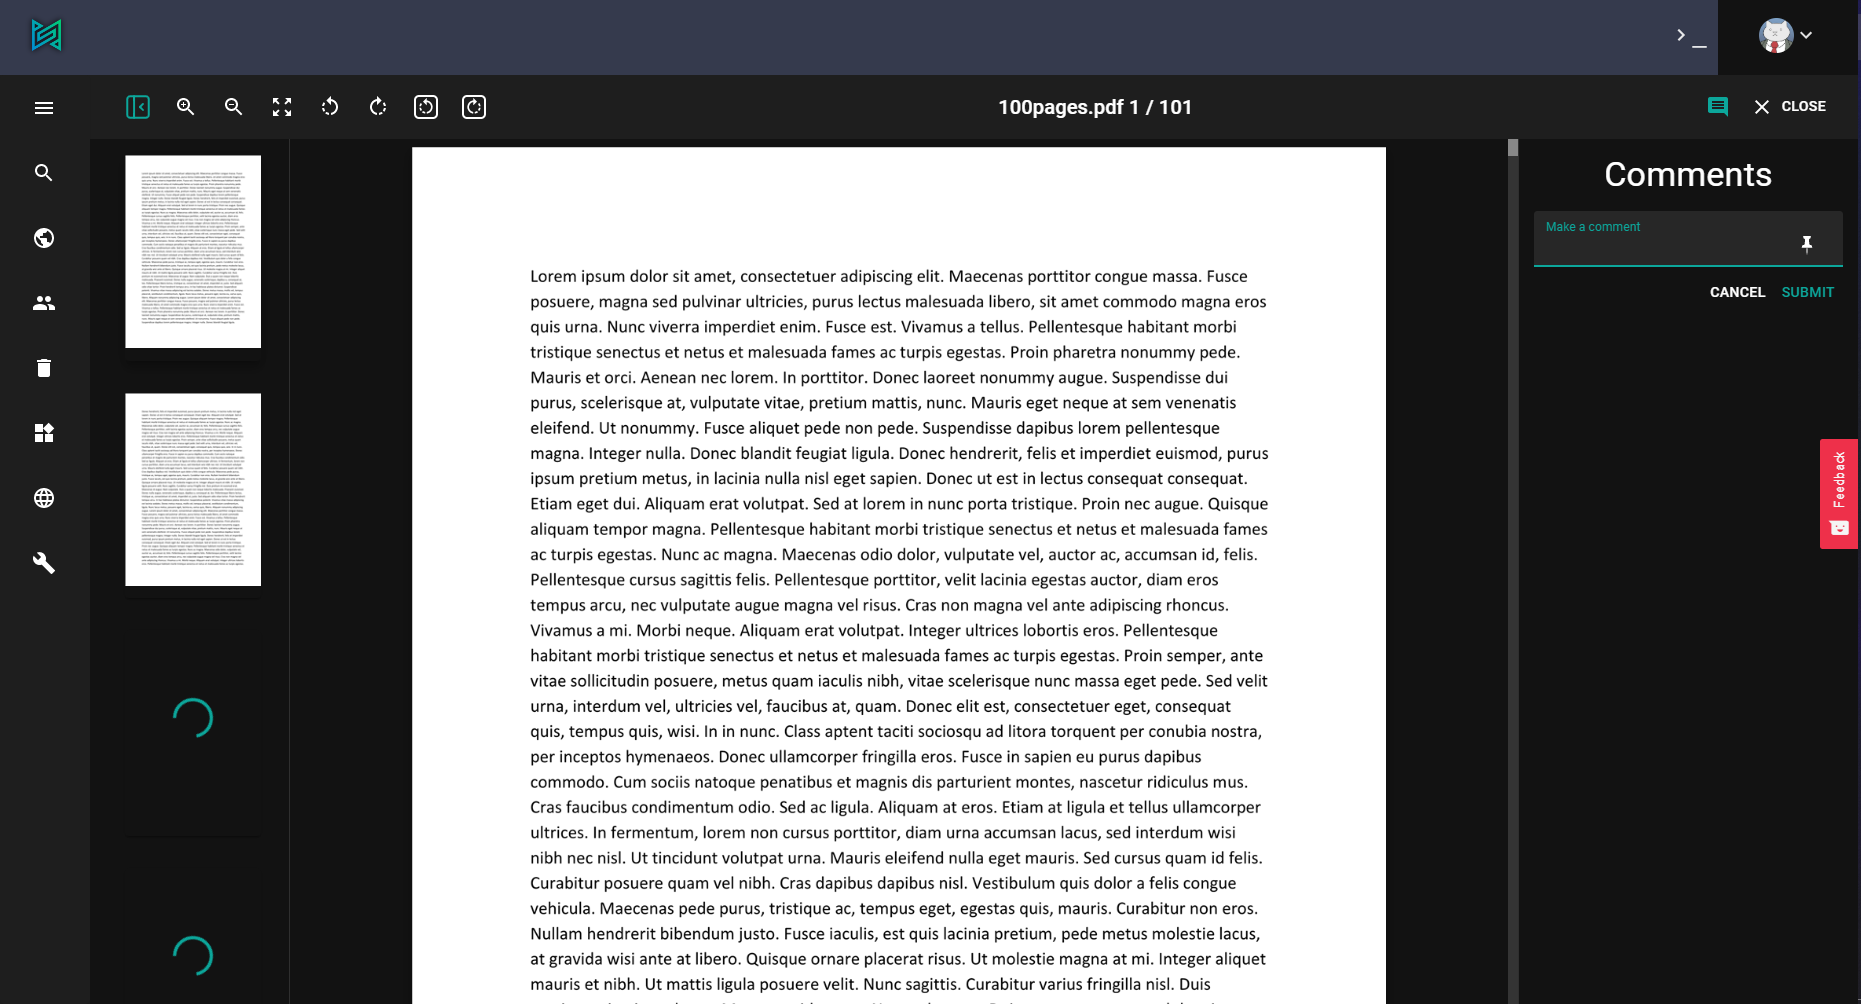 100pages.pdf 1 / 101
CLOSE
Comments
Make a comment
CANCEL SUBMIT
Feedback
Lorem ipsum dolor sit amet, consectetuer adipiscing elit. Maecenas porttitor congue massa. Fusce
posuere, magna sed pulvinar ultricies, purus lectus malesuada libero, sit amet commodo magna eros
quis urna. Nunc viverra imperdiet enim. Fusce est. Vivamus a tellus. Pellentesque habitant morbi
tristique senectus et netus et malesuada fames ac turpis egestas. Proin pharetra nonummy pede.
Mauris et orci. Aenean nec lorem. In porttitor. Donec laoreet nonummy augue. Suspendisse dui
purus, scelerisque at, vulputate vitae, pretium mattis, nunc. Mauris eget neque at sem venenatis
eleifend. Ut nonummy. Fusce aliquet pede non pede. Suspendisse dapibus lorem pellentesque
magna. Integer nulla. Donec blandit feugiat ligula. Donec hendrerit, felis et imperdiet euismod, purus
ipsum pretium metus, in lacinia nulla nisl eget sapien. Donec ut est in lectus consequat consequat.
Etiam eget dui. Aliquam erat volutpat. Sed at lorem in nunc porta tristique. Proin nec augue. Quisque
aliquam tempor magna. Pellentesque habitant morbi tristique senectus et netus et malesuada fames
ac turpis egestas. Nunc ac magna. Maecenas odio dolor, vulputate vel, auctor ac, accumsan id, felis.
Pellentesque cursus sagittis felis. Pellentesque porttitor, velit lacinia egestas auctor, diam eros
tempus arcu, nec vulputate augue magna vel risus. Cras non magna vel ante adipiscing rhoncus.
Vivamus a mi. Morbi neque. Aliquam erat volutpat. Integer ultrices lobortis eros. Pellentesque
habitant morbi tristique senectus et netus et malesuada fames ac turpis egestas. Proin semper, ante
vitae sollicitudin posuere, metus quam iaculis nibh, vitae scelerisque nunc massa eget pede. Sed velit
urna, interdum vel, ultricies vel, faucibus at, quam. Donec elit est, consectetuer eget, consequat
quis, tempus quis, wisi. In in nunc. Class aptent taciti sociosqu ad litora torquent per conubia nostra,
per inceptos hymenaeos. Donec ullamcorper fringilla eros. Fusce in sapien eu purus dapibus
commodo. Cum sociis natoque penatibus et magnis dis parturient montes, nascetur ridiculus mus.
Cras faucibus condimentum odio. Sed ac ligula. Aliquam at eros. Etiam at ligula et tellus ullamcorper
ultrices. In fermentum, lorem non cursus porttitor, diam urna accumsan lacus, sed interdum wisi
nibh nec nisl. Ut tincidunt volutpat urna. Mauris eleifend nulla eget mauris. Sed cursus quam id felis.
Curabitur posuere quam vel nibh. Cras dapibus dapibus nisl. Vestibulum quis dolor a felis congue
vehicula. Maecenas pede purus, tristique ac, tempus eget, egestas quis, mauris. Curabitur non eros.
Nullam hendrerit bibendum justo. Fusce iaculis, est quis lacinia pretium, pede metus molestie lacus,
at gravida wisi ante at libero. Quisque ornare placerat risus. Ut molestie magna at mi. Integer aliquet
mauris et nibh. Ut mattis ligula posuere velit. Nunc sagittis. Curabitur varius fringilla nisl. Duis